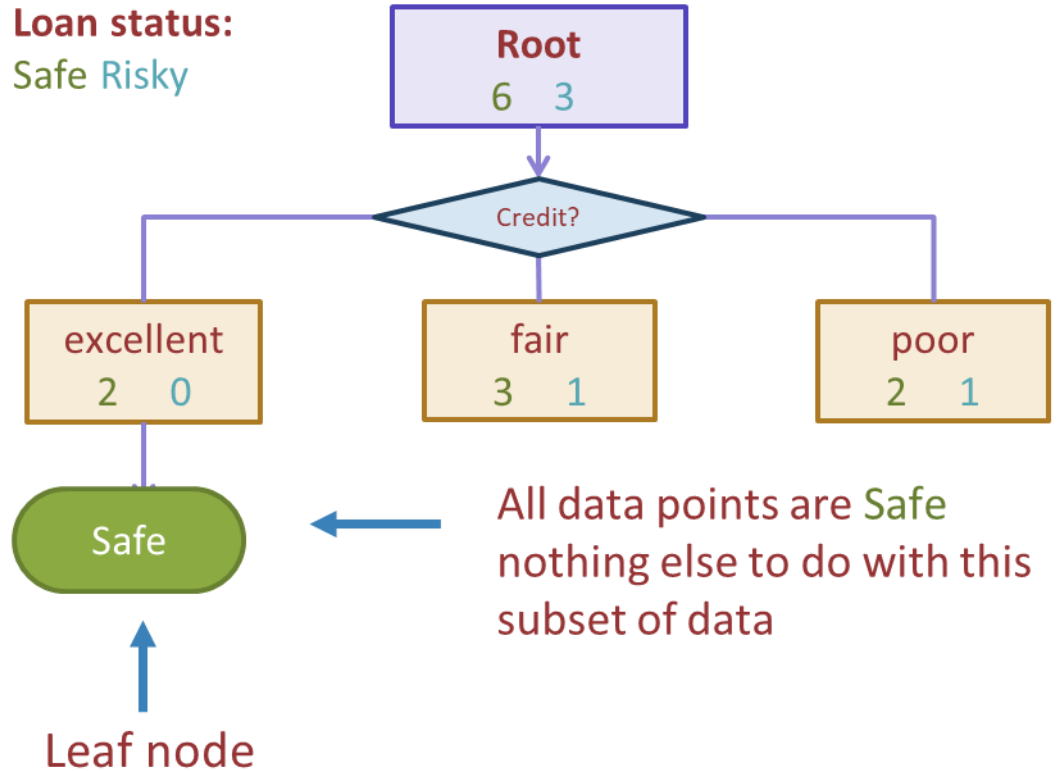 Loan status:
Safe Risky
Root
6 3
Credit?
excellent
2 0
fair
3 1
poor
2 1
Safe
All data points are Safe
nothing else to do with this
subset of data
Leaf node